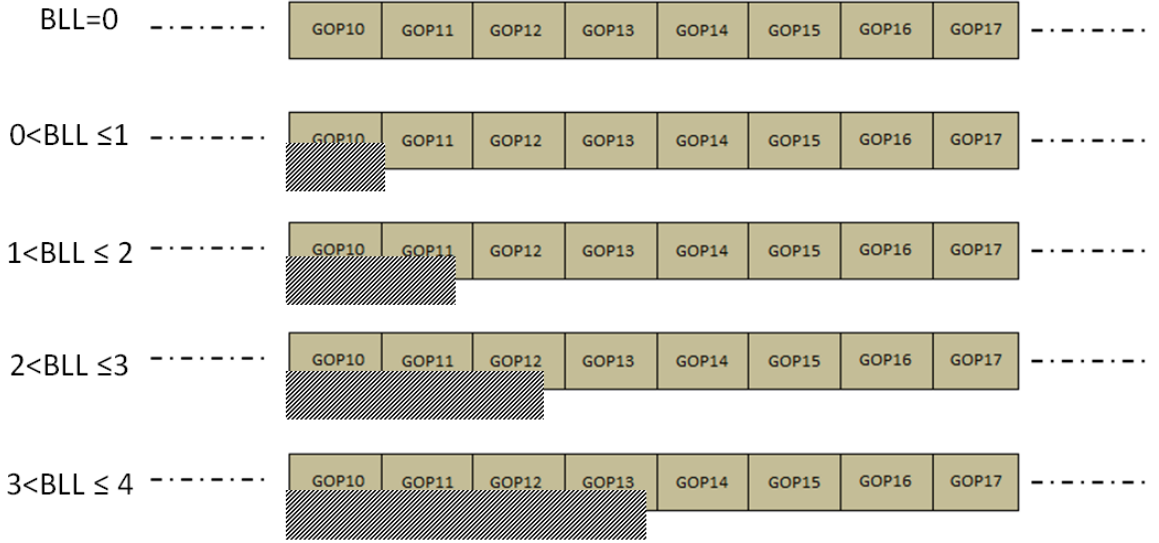 BLL=0 GOP10 GOP11 GOP12 GOP13 GOP14 GOP15 GOP16 GOP17
0<BLL ≤1 GOP10 GOP11 GOP12 GOP13 GOP14 GOP15 GOP16 GOP17
1<BLL ≤ 2 GOP10 GOP11 GOP12 GOP13 GOP14 GOP15 GOP16 GOP17
2<BLL ≤3 GOP10 GOP11 GOP12 GOP13 GOP14 GOP15 GOP16 GOP17
3<BLL ≤ 4 GOP10 GOP11 GOP12 GOP13 GOP14 GOP15 GOP16 GOP17